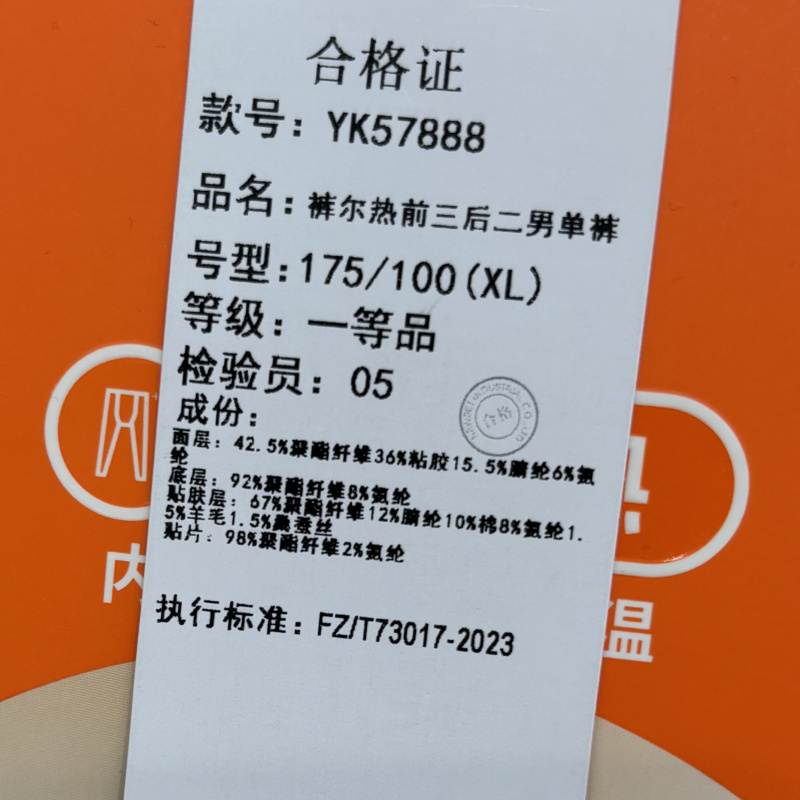 合格证
款号：YK57888
品名：裤尔热前三后二男单裤
号型：175/100(XL)
等级：一等品
检验员：05
成份：
面层：42.5%聚酯纤维36%粘胶15.5%腈纶6%氨
纶
底层：92%聚酯纤维8%氨纶
贴肤层：67%聚酯纤维12%腈纶10%棉8%氨纶1.
5%羊毛1.5%桑蚕丝
贴片：98%聚酯纤维2%氨纶
执行标准：FZ/T73017-2023
合格
内
温